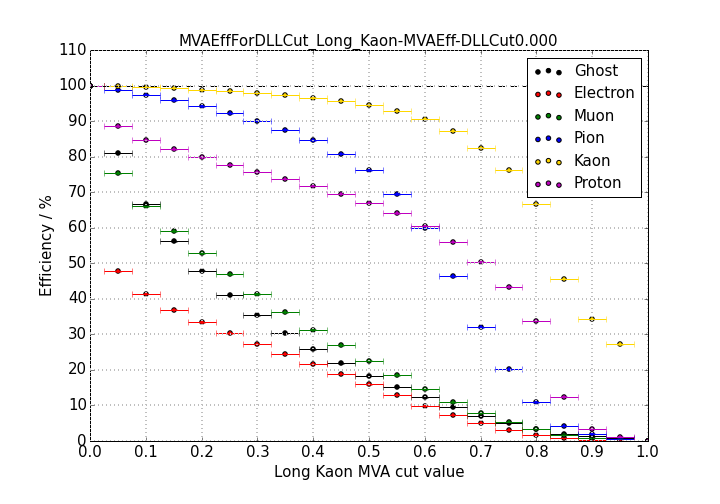 MVAEffForDLLCut_Long_Kaon-MVAEff-DLLCut0.000
110
100
90
80
70
60
50
40
30
20
10
0
Efficiency / %
Ghost
Electron
Muon
Pion
Kaon
Proton
0.0 0.1 0.2 0.3 0.4 0.5 0.6 0.7 0.8 0.9 1.0
Long Kaon MVA cut value